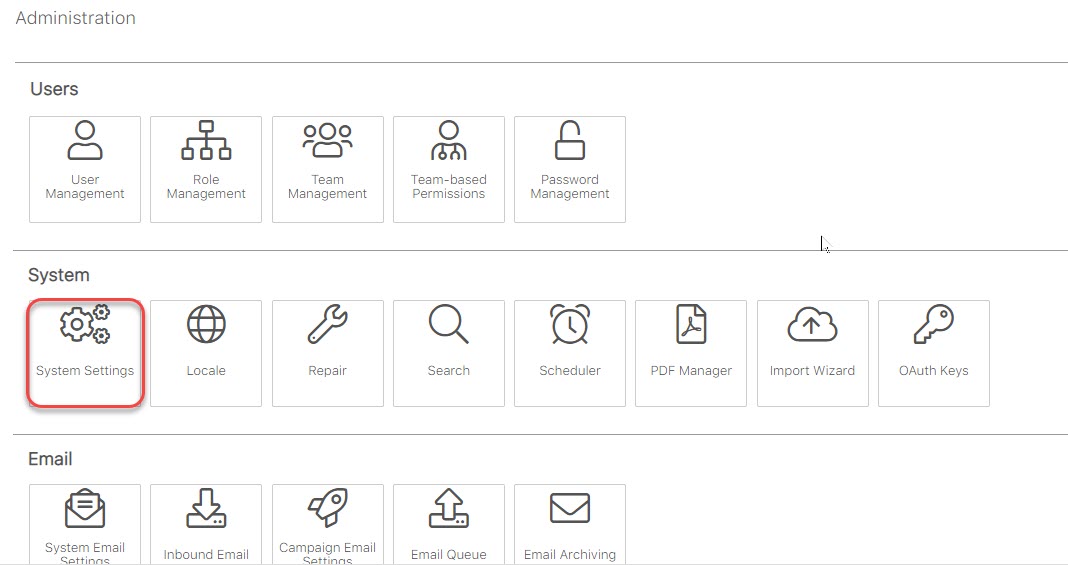 Administration
Users
User
Management
Role
Management
Team
Management
Team-based
Permissions
Password
Management
System
System Settings
Locale
Repair
Search
Scheduler
PDF Manager
Import Wizard
OAuth Keys
Email
System Email
Settings
Inbound Email
Campaign Email
Settings
Email Queue
Email Archiving